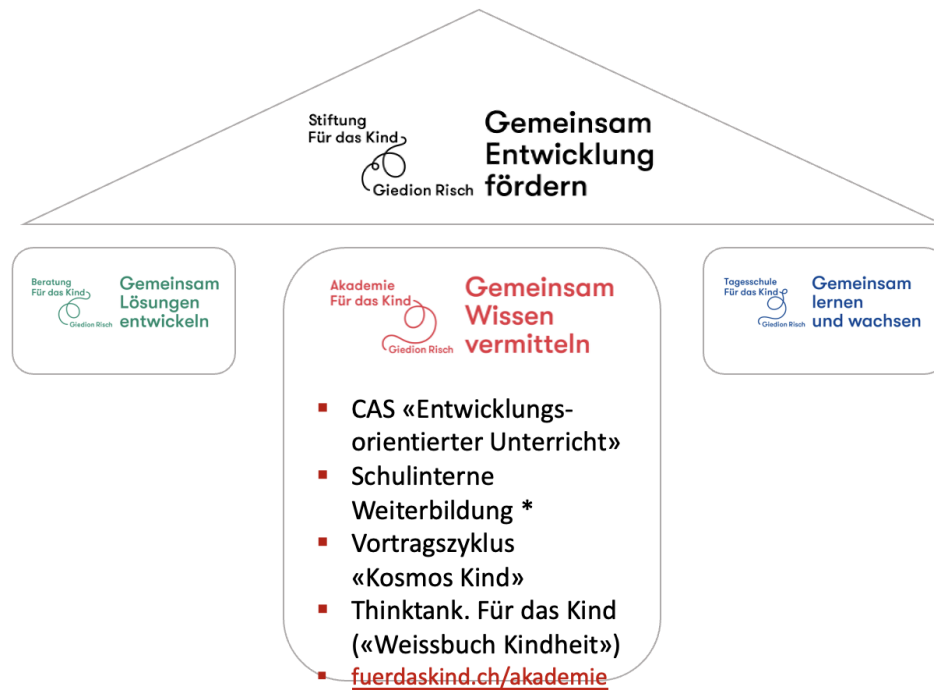 Stiftung
Für das Kind
Giedion Risch
Gemeinsam
Entwicklung
fördern
Beratung
Für das Kind
Giedion Risch
Gemeinsam
Lösungen
entwickeln
Akademie
Für das Kind
Giedion Risch
Gemeinsam
Wissen
vermitteln
▪ CAS «Entwicklungs-
orientierter Unterricht»
▪ Schulinterne
Weiterbildung *
▪ Vortragszyklus
«Kosmos Kind»
▪ Thinktank. Für das Kind
(«Weissbuch Kindheit»)
▪ fuerdaskind.ch/akademie
Tagesschule
Für das Kind
Giedion Risch
Gemeinsam
lernen
und wachsen